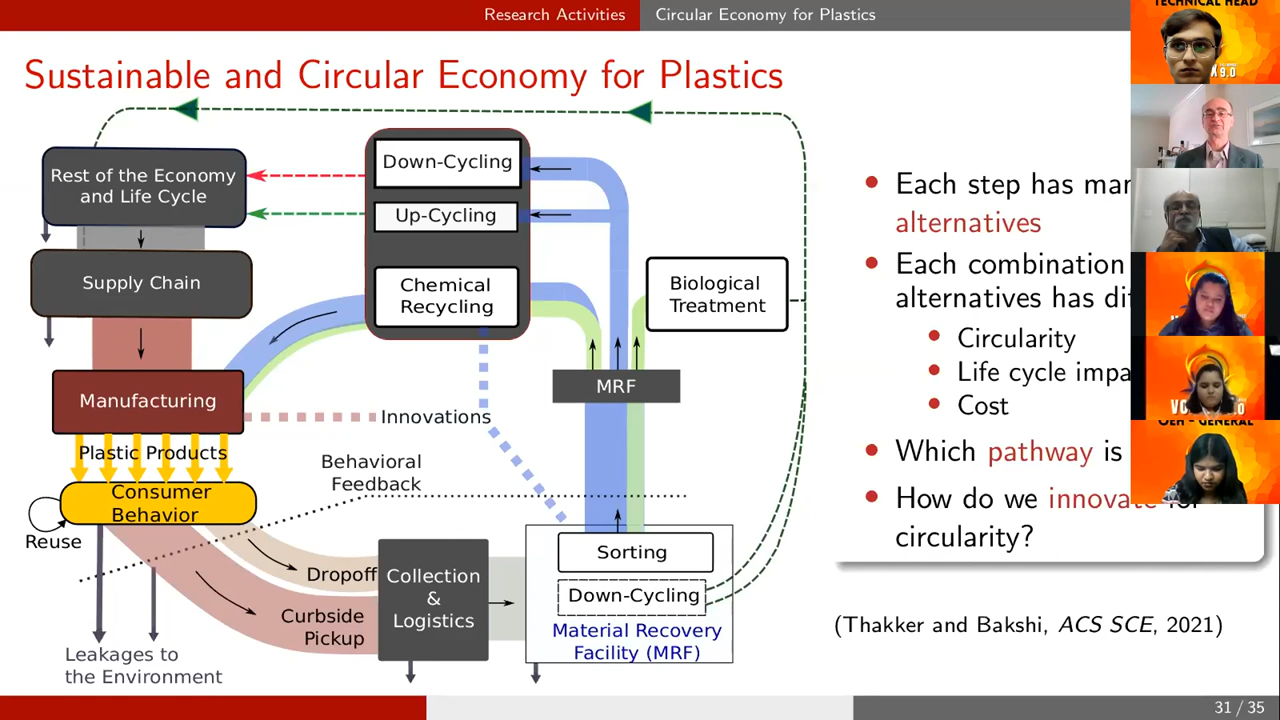 Research Activities
Circular Economy for Plastics
Sustainable and Circular Economy for Plastics
Rest of the Economy
and Life Cycle
Supply Chain
Manufacturing
Plastic Products
Consumer
Behavior
Reuse
Leakages to
the Environment
Down-Cycling
Up-Cycling
Chemical
Recycling
Biological
Treatment
MRF
Innovations
Behavioral
Feedback
Dropoff
Curbside
Pickup
Collection
&
Logistics
Sorting
Down-Cycling
Material Recovery
Facility (MRF)
Each step has
alternatives
Each combination
alternatives has
Circularity
Life cycle
Cost
Which pathway is
How do we innovate for
circularity?
(Thakker and Bakshi, ACS SCE, 2021)
31 / 35
TECHNICAL HEAD
9.0
OEH - GENERAL